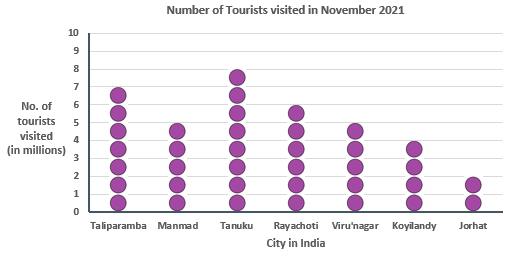 Number of Tourists visited in November 2021
10
9
8
7
6
5
4
3
2
1
0
No. of
tourists
visited
(in millions)
Taliparamba Manmad Tanuku Rayachoti Viru'nagar Koyilandy Jorhat
City in India